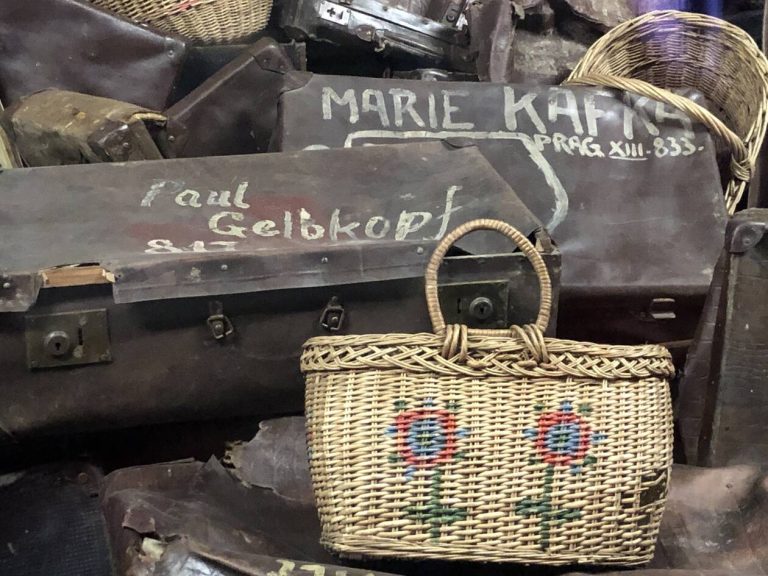 MARIE KAFKA
PRAG XIII-833.
Paul
Gelbkopf